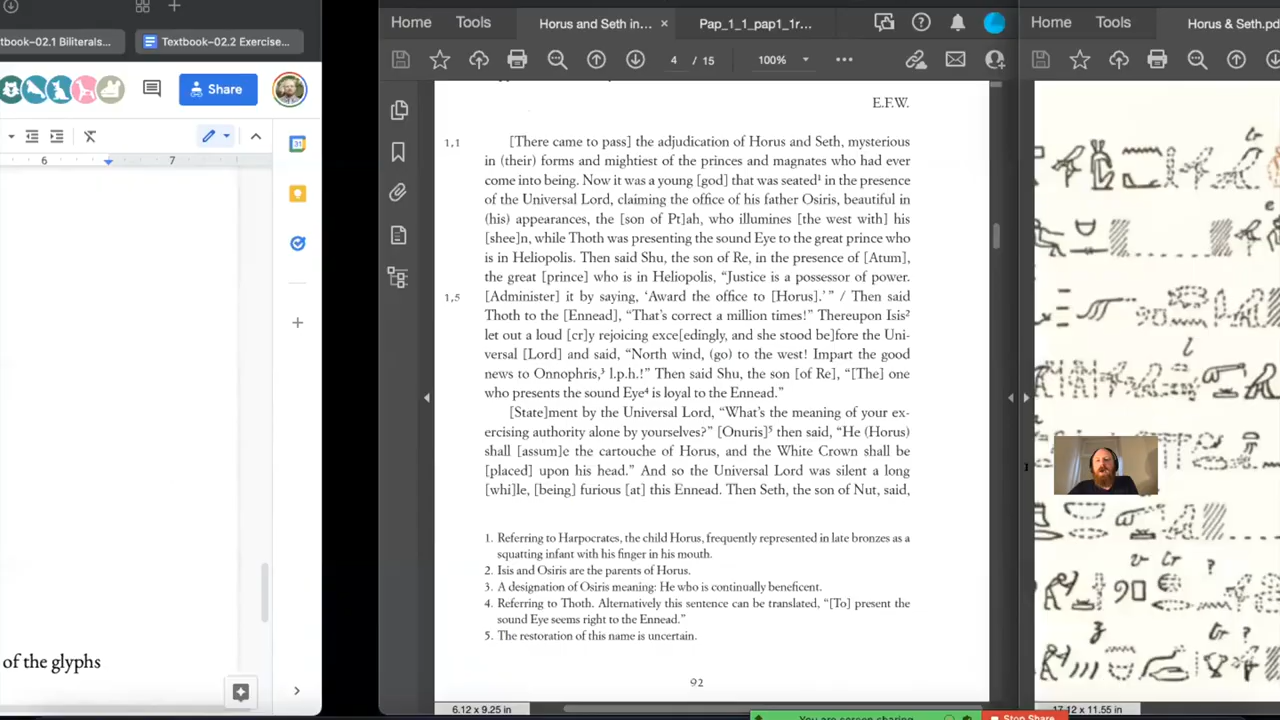 Home Tools Horus and Seth in... × Pap_1_1_pap1_1r... Home Tools Horus & Seth.pd
tbook–02.1 Biliterals... Textbook–02.2 Exercise...
4 / 15 100%
Share
6 7
E.F.W.
1,1 [There came to pass] the adjudication of Horus and Seth, mysterious
in (their) forms and mightiest of the princes and magnates who had ever
come into being. Now it was a young [god] that was seated¹ in the presence
of the Universal Lord, claiming the office of his father Osiris, beautiful in
(his) appearances, the [son of Pt]ah, who illumines [the west with] his
[shee]n, while Thoth was presenting the sound Eye to the great prince who
is in Heliopolis. Then said Shu, the son of Re, in the presence of [Atum],
the great [prince] who is in Heliopolis, “Justice is a possessor of power.
1,5 [Administer] it by saying, ‘Award the office to [Horus].’” / Then said
Thoth to the [Ennead], “That’s correct a million times!” Thereupon Isis²
let out a loud [cr]y rejoicing exce[edingly, and she stood be]fore the Uni-
versal [Lord] and said, “North wind, (go) to the west! Impart the good
news to Onnophris,³ l.p.h.!” Then said Shu, the son [of Re], “[The] one
who presents the sound Eye⁴ is loyal to the Ennead.”
[State]ment by the Universal Lord, “What’s the meaning of your ex-
ercising authority alone by yourselves?” [Onuris]⁵ then said, “He (Horus)
shall [assum]e the cartouche of Horus, and the White Crown shall be
[placed] upon his head.” And so the Universal Lord was silent a long
[whi]le, [being] furious [at] this Ennead. Then Seth, the son of Nut, said,
1. Referring to Harpocrates, the child Horus, frequently represented in late bronzes as a
squatting infant with his finger in his mouth.
2. Isis and Osiris are the parents of Horus.
3. A designation of Osiris meaning: He who is continually beneficent.
4. Referring to Thoth. Alternatively this sentence can be translated, “[To] present the
sound Eye seems right to the Ennead.”
5. The restoration of this name is uncertain.
of the glyphs
92
6.12 x 9.25 in 17.12 x 11.55 in
You are screen sharing Stop Share